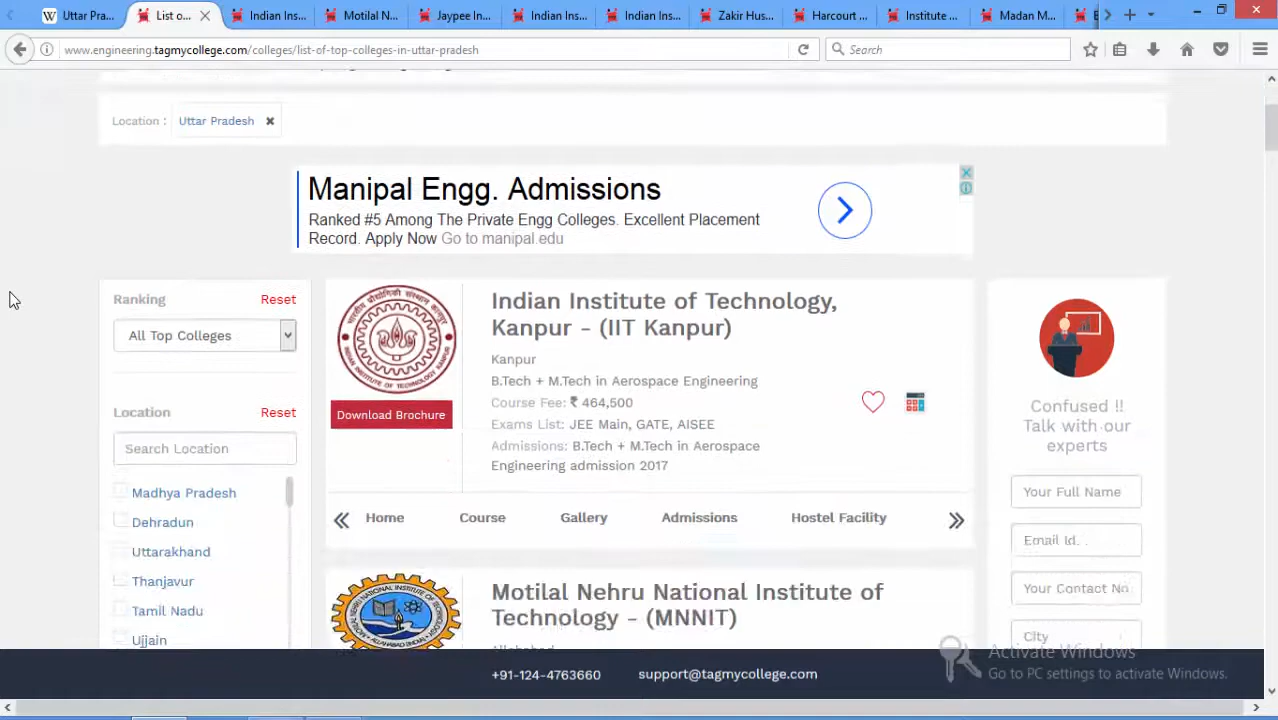 Uttar Pra...
List o...
Indian Ins...
Motilal N...
Jaypee In...
Indian Ins...
Indian Ins...
Zakir Hus...
Harcourt ...
Institute ...
Madan M...
www.engineering.tagmycollege.com/colleges/list-of-top-colleges-in-uttar-pradesh
Search
Location :
Uttar Pradesh
Manipal Engg. Admissions
Ranked #5 Among The Private Engg Colleges. Excellent Placement
Record. Apply Now Go to manipal.edu
Ranking
Reset
All Top Colleges
Location
Reset
Search Location
Madhya Pradesh
Dehradun
Uttarakhand
Thanjavur
Tamil Nadu
Ujjain
Download Brochure
Indian Institute of Technology,
Kanpur - (IIT Kanpur)
Kanpur
B.Tech + M.Tech in Aerospace Engineering
Course Fee: ₹ 464,500
Exams List: JEE Main, GATE, AISEE
Admissions: B.Tech + M.Tech in Aerospace
Engineering admission 2017
Home
Course
Gallery
Admissions
Hostel Facility
Motilal Nehru National Institute of
Technology - (MNNIT)
Allahabad
Confused !!
Talk with our
experts
Your Full Name
Email Id..
Your Contact No
City
+91-124-4763660
support@tagmycollege.com
Activate Windows
Go to PC settings to activate Windows.